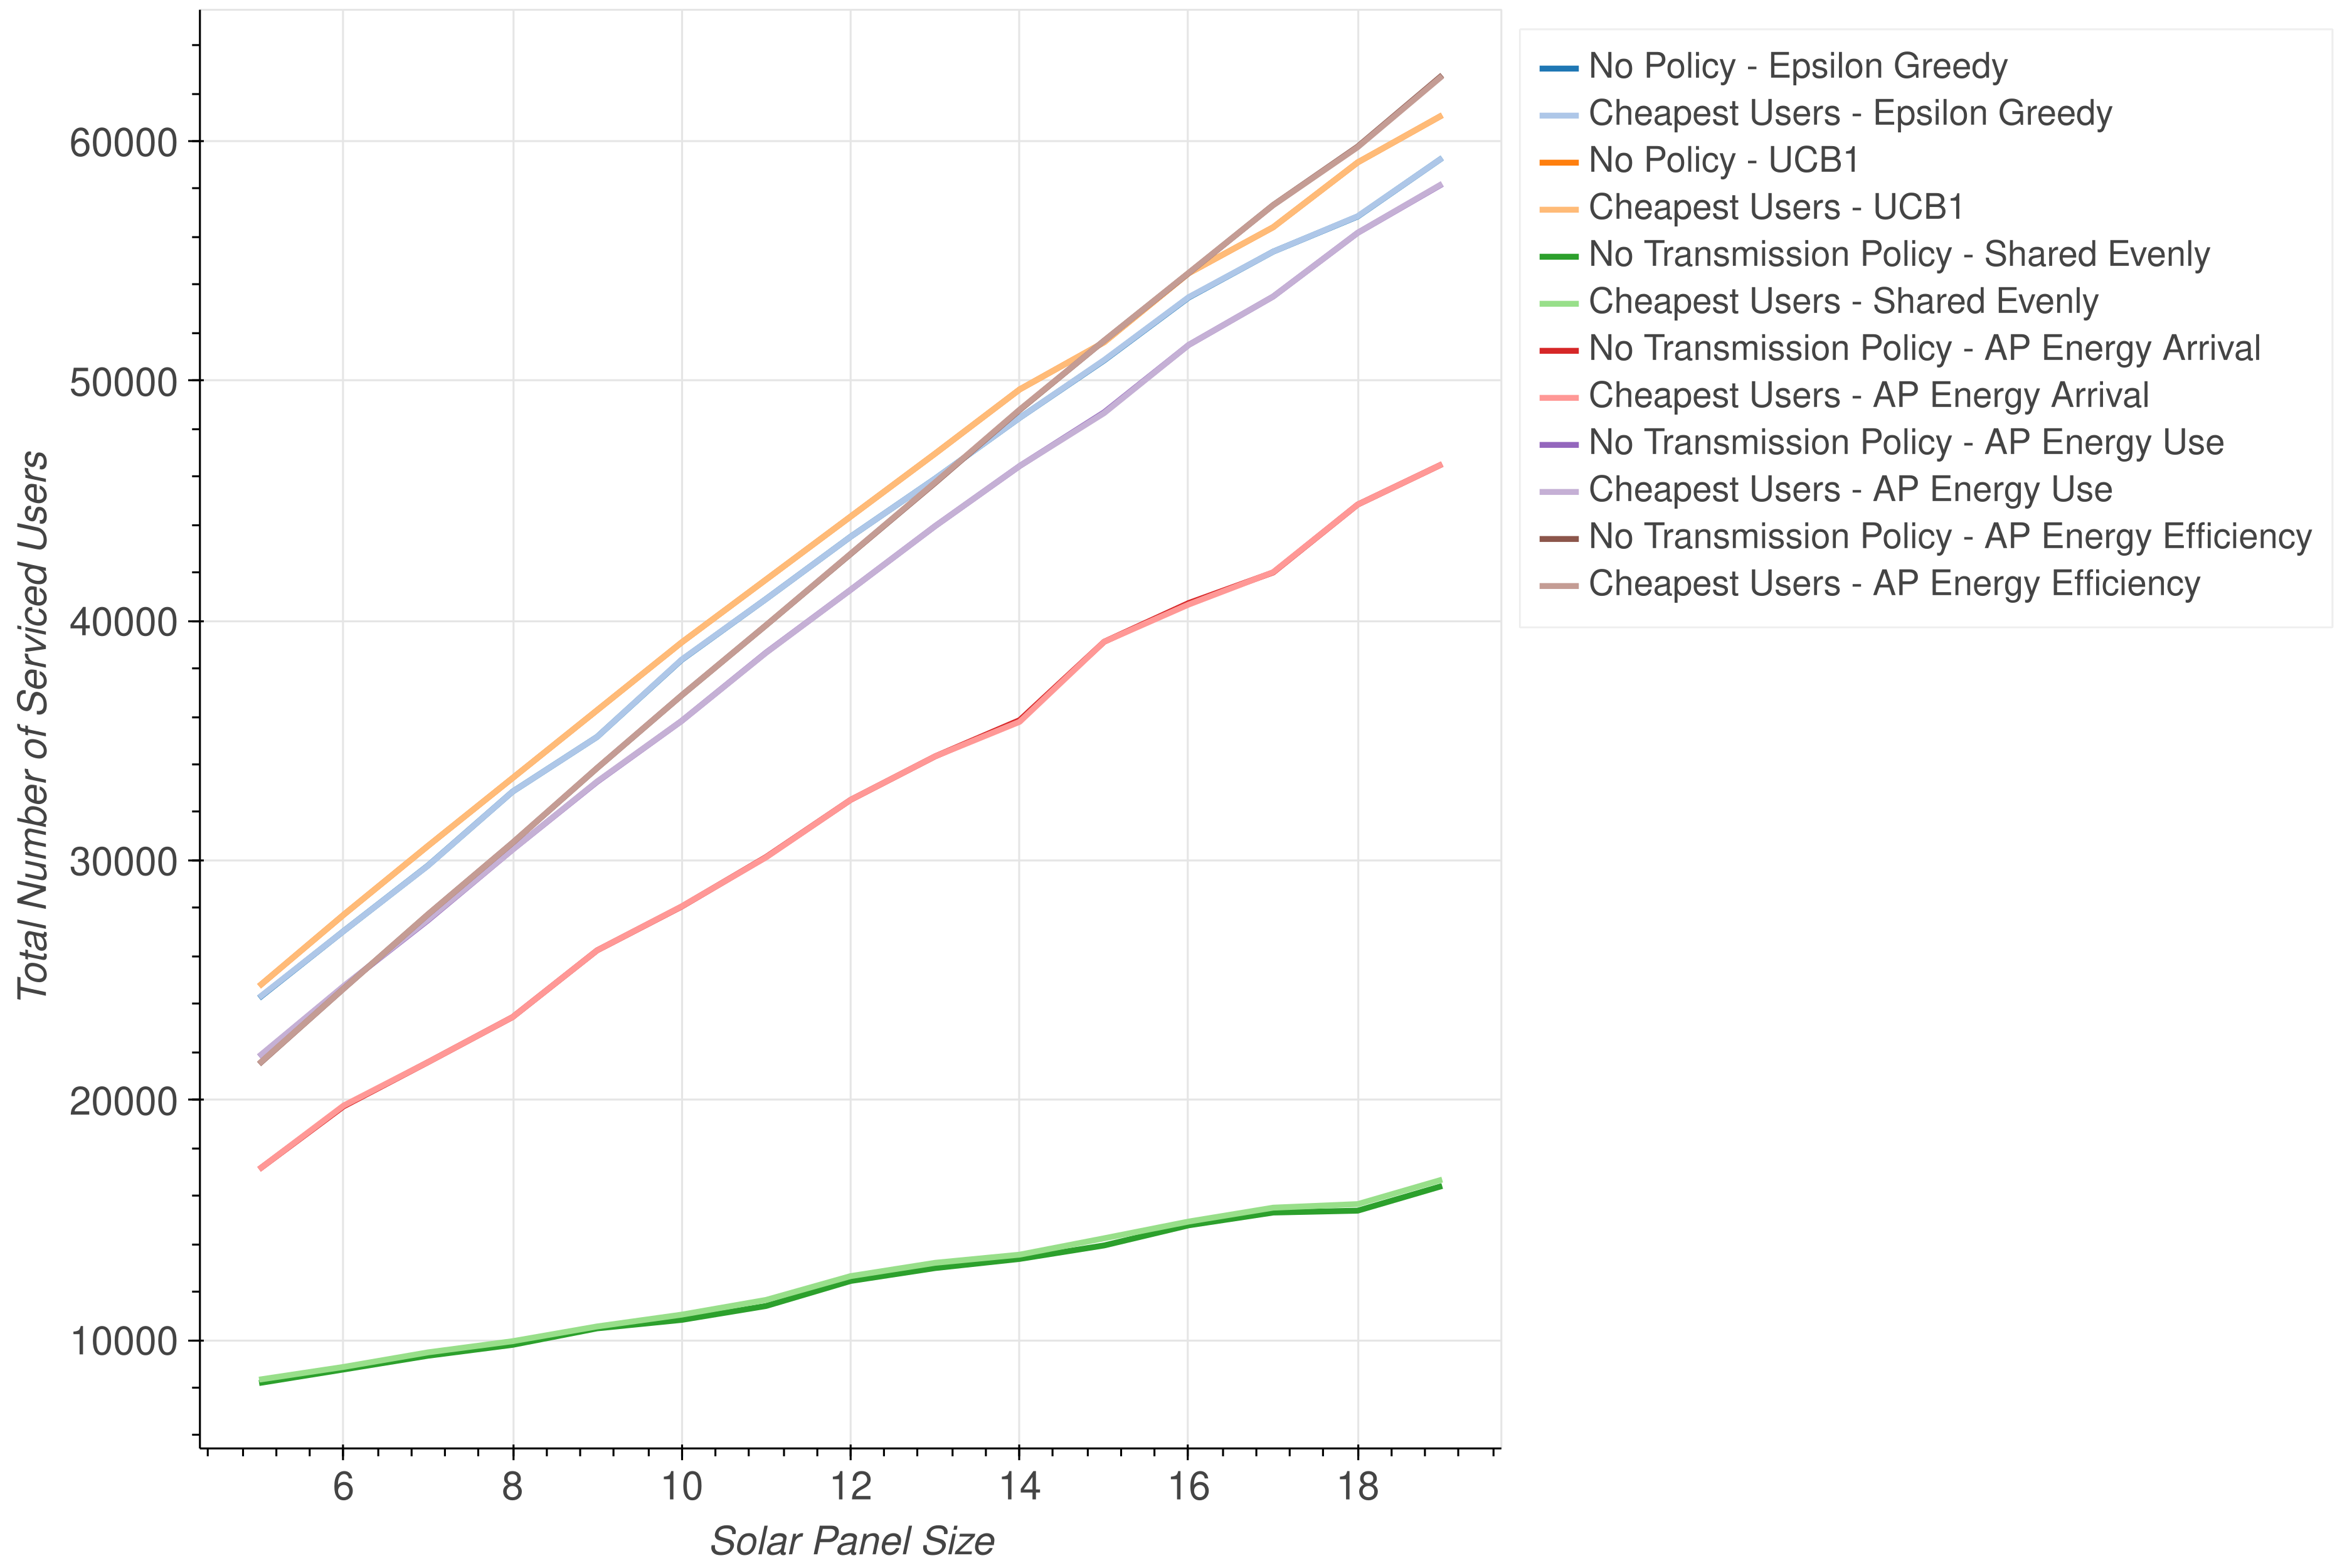 Total Number of Serviced Users
60000
50000
40000
30000
20000
10000
6 8 10 12 14 16 18
Solar Panel Size
No Policy - Epsilon Greedy
Cheapest Users - Epsilon Greedy
No Policy - UCB1
Cheapest Users - UCB1
No Transmission Policy - Shared Evenly
Cheapest Users - Shared Evenly
No Transmission Policy - AP Energy Arrival
Cheapest Users - AP Energy Arrival
No Transmission Policy - AP Energy Use
Cheapest Users - AP Energy Use
No Transmission Policy - AP Energy Efficiency
Cheapest Users - AP Energy Efficiency